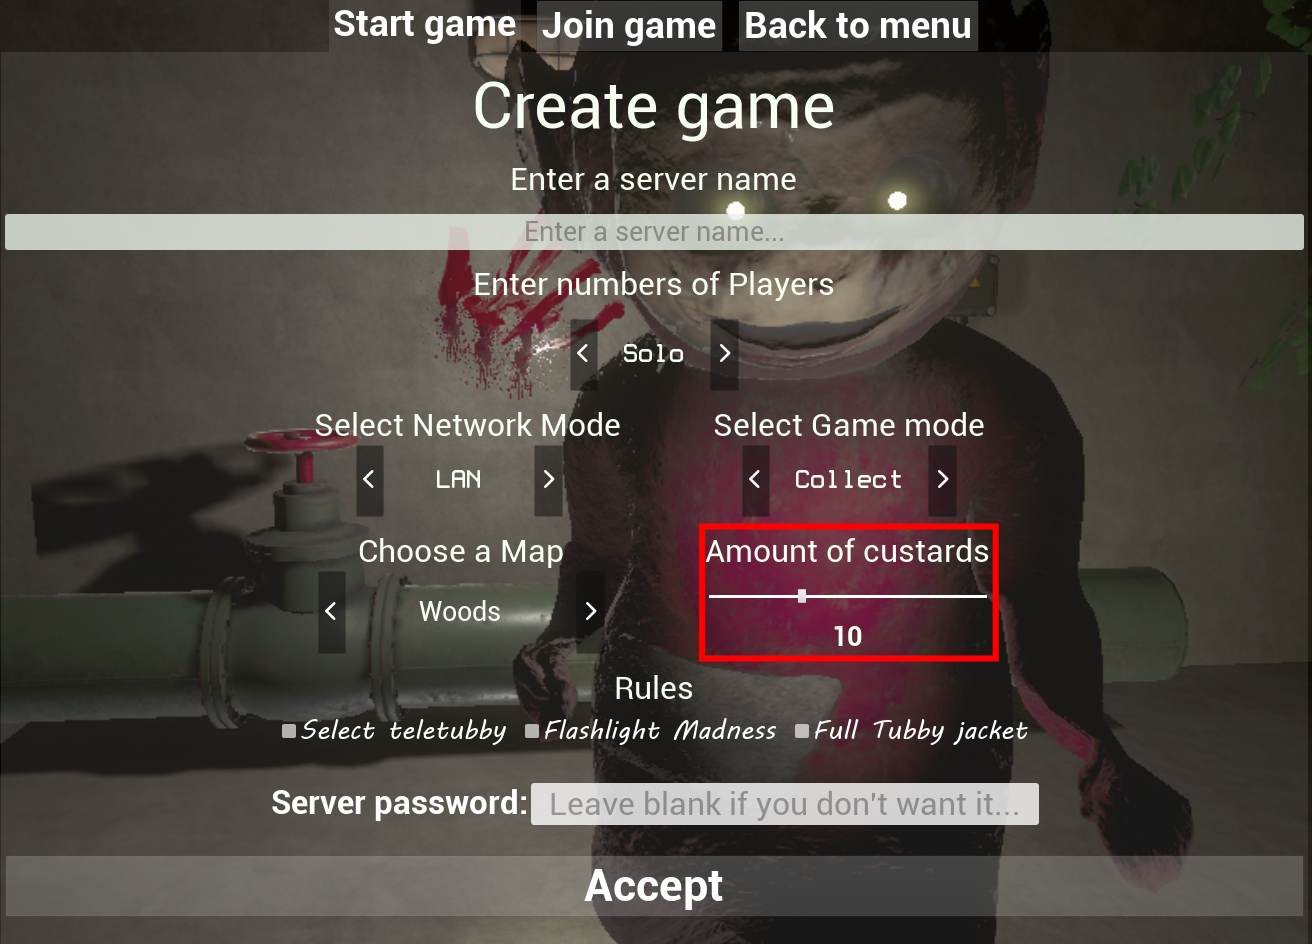 Start game Join game Back to menu
Create game
Enter a server name
Enter a server name...
Enter numbers of Players
< Solo >
Select Network Mode Select Game mode
< LAN > < Collect >
Choose a Map Amount of custards
< Woods >
10
Rules
Select teletubby Flashlight Madness Full Tubby jacket
Server password: Leave blank if you don't want it...
Accept